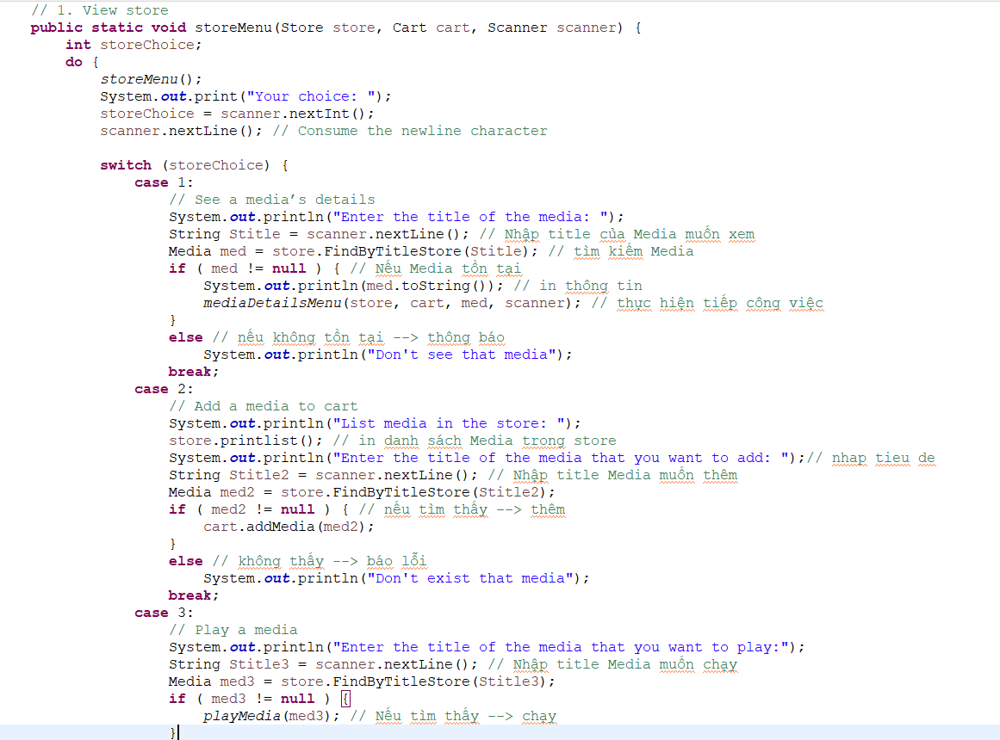 // 1. View store
public static void storeMenu(Store store, Cart cart, Scanner scanner) {
int storeChoice;
do {
storeMenu();
System.out.print("Your choice: ");
storeChoice = scanner.nextInt();
scanner.nextLine(); // Consume the newline character
switch (storeChoice) {
case 1:
// See a media’s details
System.out.println("Enter the title of the media: ");
String Stitle = scanner.nextLine(); // Nhập title của Media muốn xem
Media med = store.FindByTitleStore(Stitle); // tìm kiếm Media
if ( med != null ) { // Nếu Media tồn tại
System.out.println(med.toString()); // in thông tin
mediaDetailsMenu(store, cart, med, scanner); // thực hiện tiếp công việc
}
else // nếu không tồn tại --> thông báo
System.out.println("Don't see that media");
break;
case 2:
// Add a media to cart
System.out.println("List media in the store: ");
store.printlist(); // in danh sách Media trong store
System.out.println("Enter the title of the media that you want to add: ");// nhap tieu de
String Stitle2 = scanner.nextLine(); // Nhập title Media muốn thêm
Media med2 = store.FindByTitleStore(Stitle2);
if ( med2 != null ) { // nếu tìm thấy --> thêm
cart.addMedia(med2);
}
else // không thấy --> báo lỗi
System.out.println("Don't exist that media");
break;
case 3:
// Play a media
System.out.println("Enter the title of the media that you want to play:");
String Stitle3 = scanner.nextLine(); // Nhập title Media muốn chạy
Media med3 = store.FindByTitleStore(Stitle3);
if ( med3 != null ) {
playMedia(med3); // Nếu tìm thấy --> chạy
}